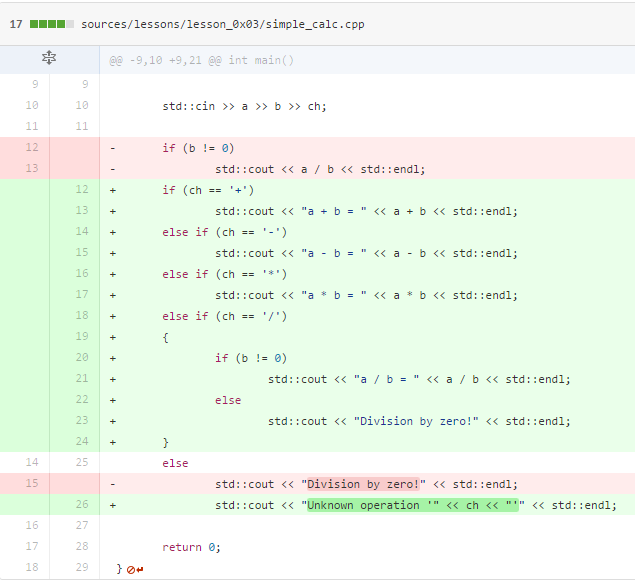 17 sources/lessons/lesson_0x03/simple_calc.cpp
@@ -9,10 +9,21 @@ int main()
9 9
10 10 std::cin >> a >> b >> ch;
11 11
12 - if (b != 0)
13 - std::cout << a / b << std::endl;
12 + if (ch == '+')
13 + std::cout << "a + b = " << a + b << std::endl;
14 + else if (ch == '-')
15 + std::cout << "a - b = " << a - b << std::endl;
16 + else if (ch == '*')
17 + std::cout << "a * b = " << a * b << std::endl;
18 + else if (ch == '/')
19 + {
20 + if (b != 0)
21 + std::cout << "a / b = " << a / b << std::endl;
22 + else
23 + std::cout << "Division by zero!" << std::endl;
24 + }
14 25 else
15 - std::cout << "Division by zero!" << std::endl;
26 + std::cout << "Unknown operation '" << ch << "'" << std::endl;
16 27
17 28 return 0;
18 29 }